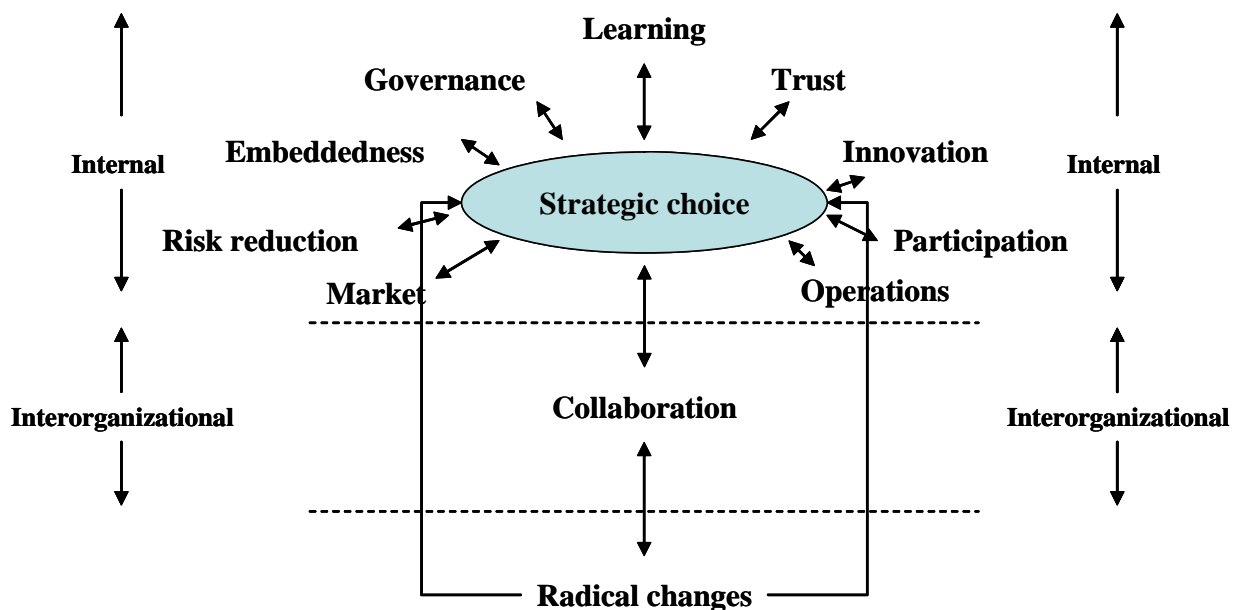 Learning
Governance
Trust
Embeddedness
Innovation
Internal
Internal
Strategic choice
Risk reduction
Participation
Market
Operations
Collaboration
Interorganizational
Interorganizational
Radical changes